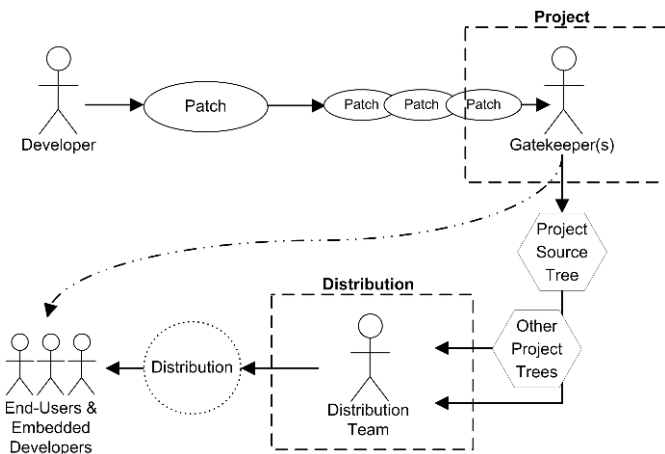 Project
Patch
Patch
Patch
Patch
Developer
Gatekeeper(s)
Project
Source
Tree
Distribution
Other
Project
Trees
Distribution
Distribution
Team
End-Users &
Embedded
Developers